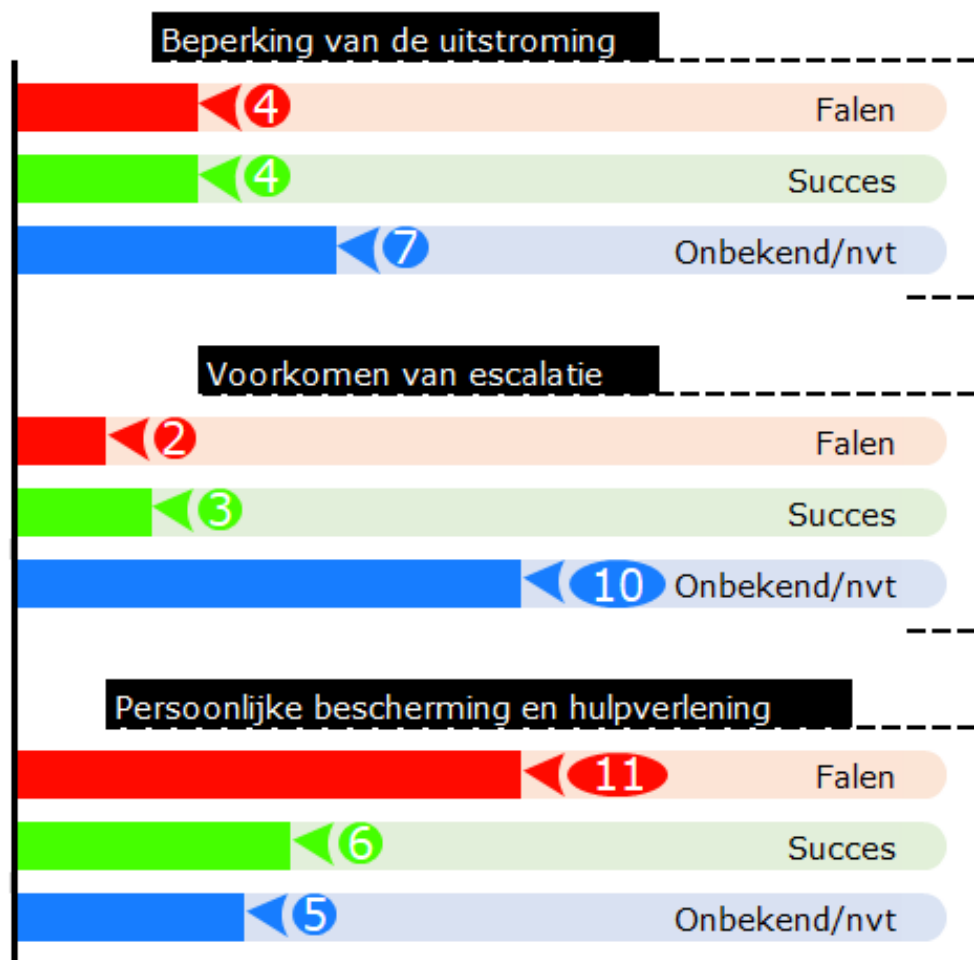 Beperking van de uitstroming
4 Falen
4 Succes
7 Onbekend/nvt
Voorkomen van escalatie
2 Falen
3 Succes
10 Onbekend/nvt
Persoonlijke bescherming en hulpverlening
11 Falen
6 Succes
5 Onbekend/nvt